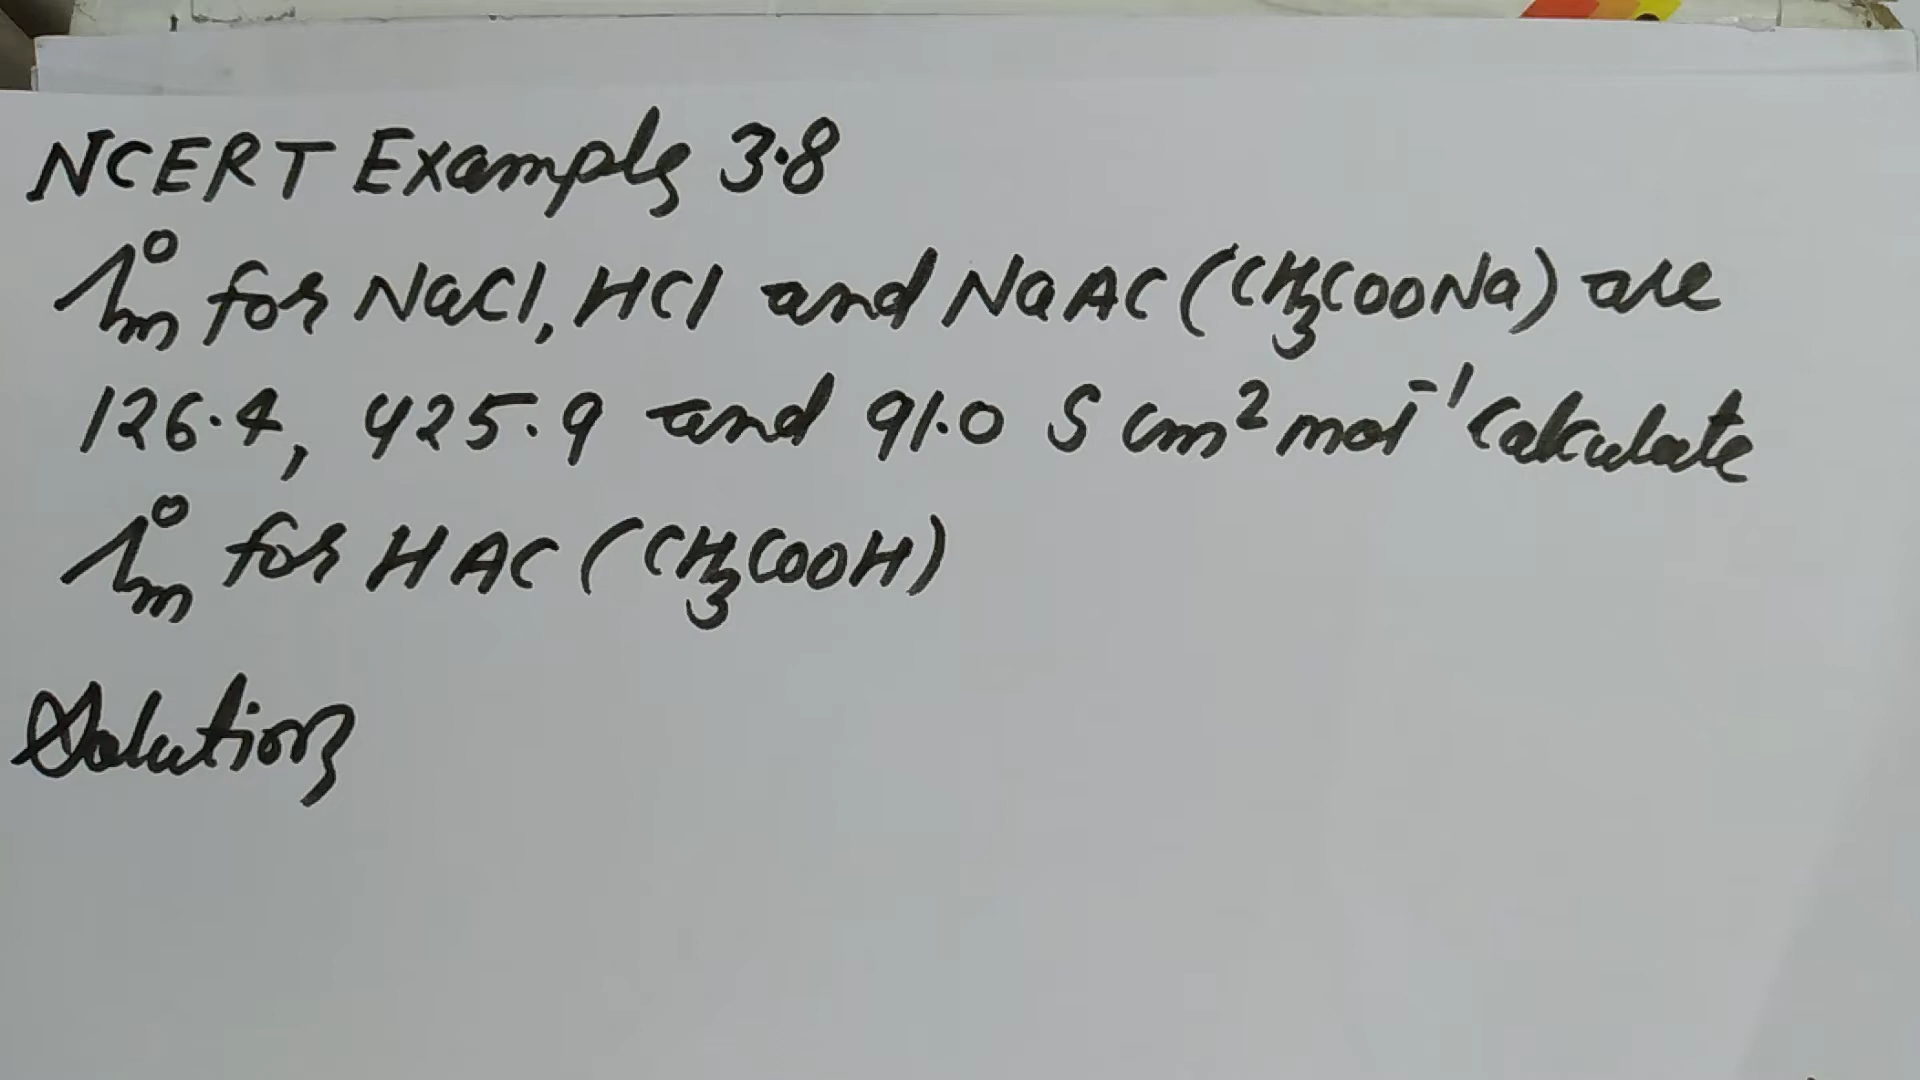 NCERT Example 3.8
Λ°m for NaCl, HCl and NaAC (CH3COONa) are
126.4, 425.9 and 91.0 S cm² mol⁻¹ Calculate
Λ°m for HAC (CH3COOH)
Solution